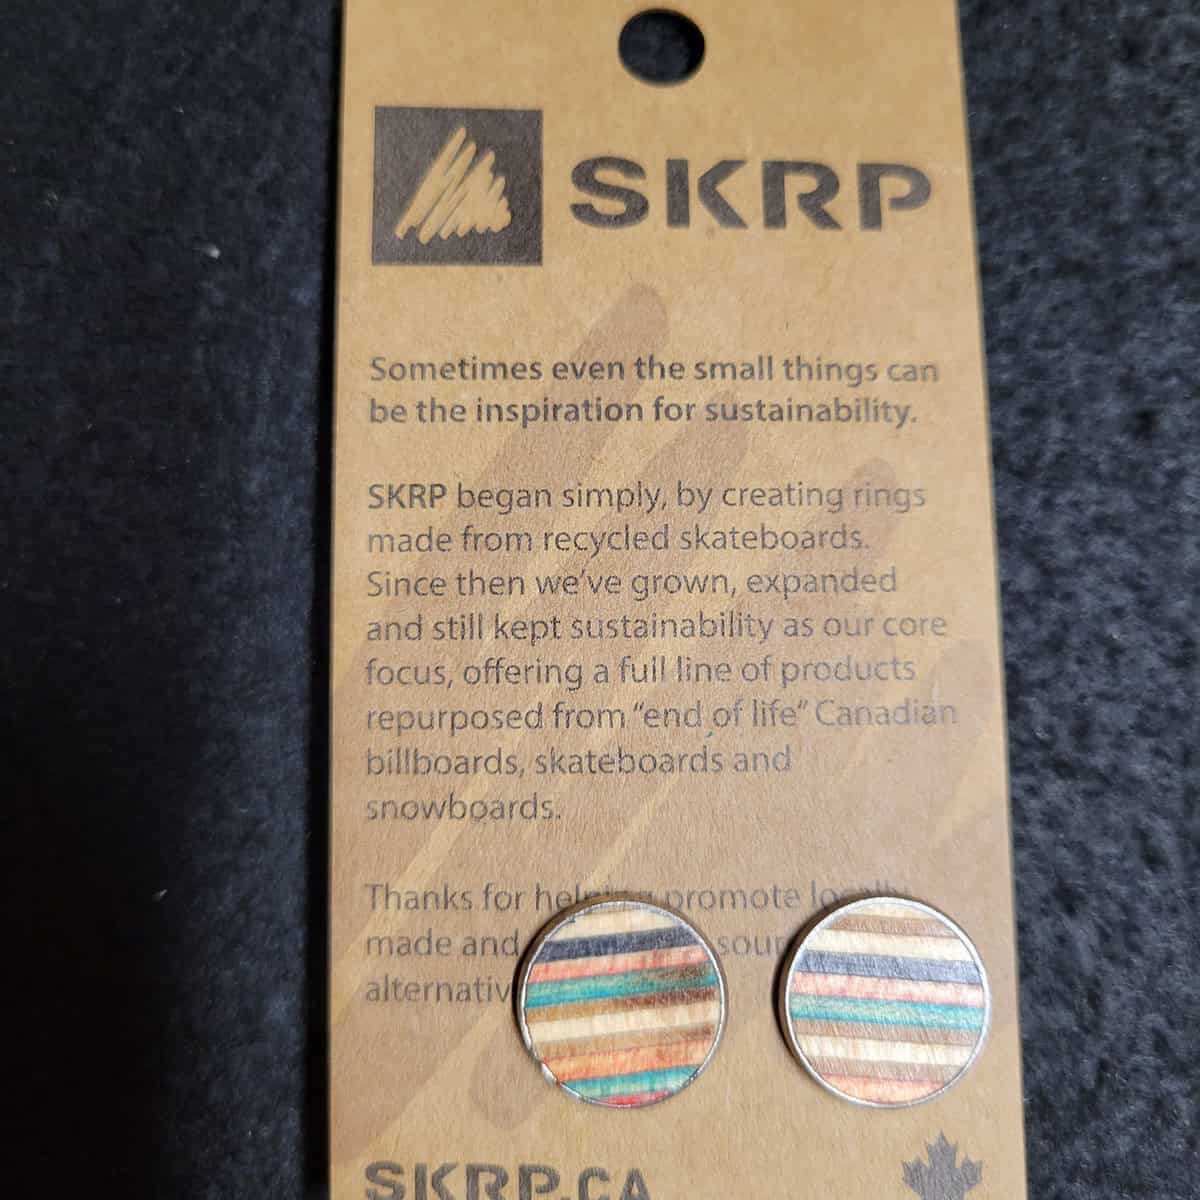 SKRP
Sometimes even the small things can
be the inspiration for sustainability.
SKRP began simply, by creating rings
made from recycled skateboards.
Since then we've grown, expanded
and still kept sustainability as our core
focus, offering a full line of products
repurposed from "end of life" Canadian
billboards, skateboards and
snowboards.
Thanks for helping promote locally
made and
SKRP.CA